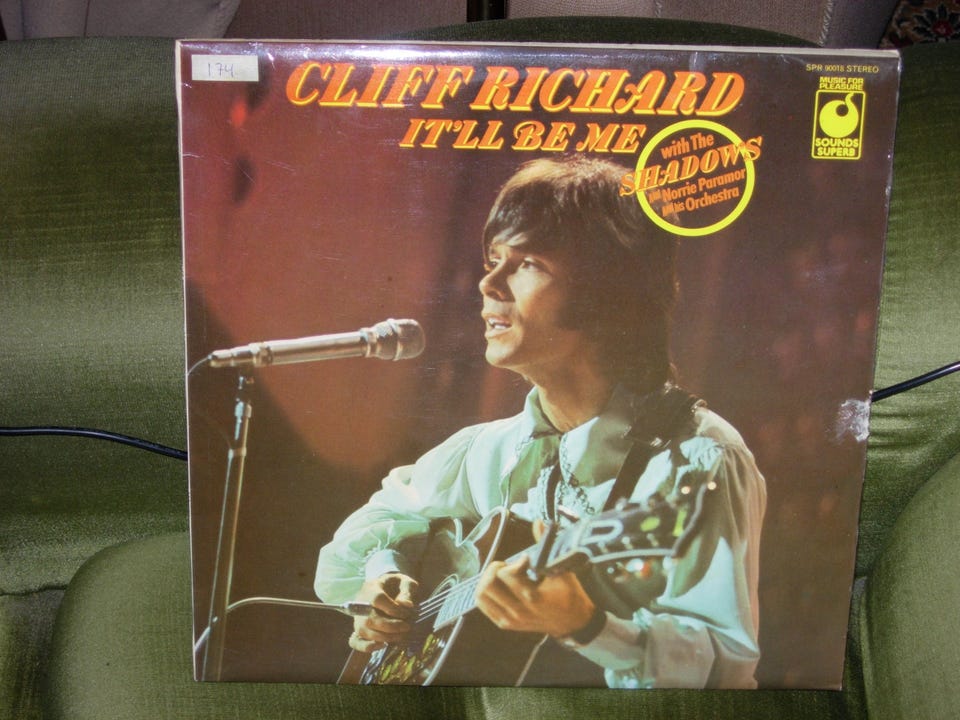 174
CLIFF RICHARD
IT'LL BE ME
with The
SHADOWS
and Norrie Paramor
and his Orchestra
SPR 90018 STEREO
MUSIC FOR
PLEASURE
SOUNDS
SUPERB